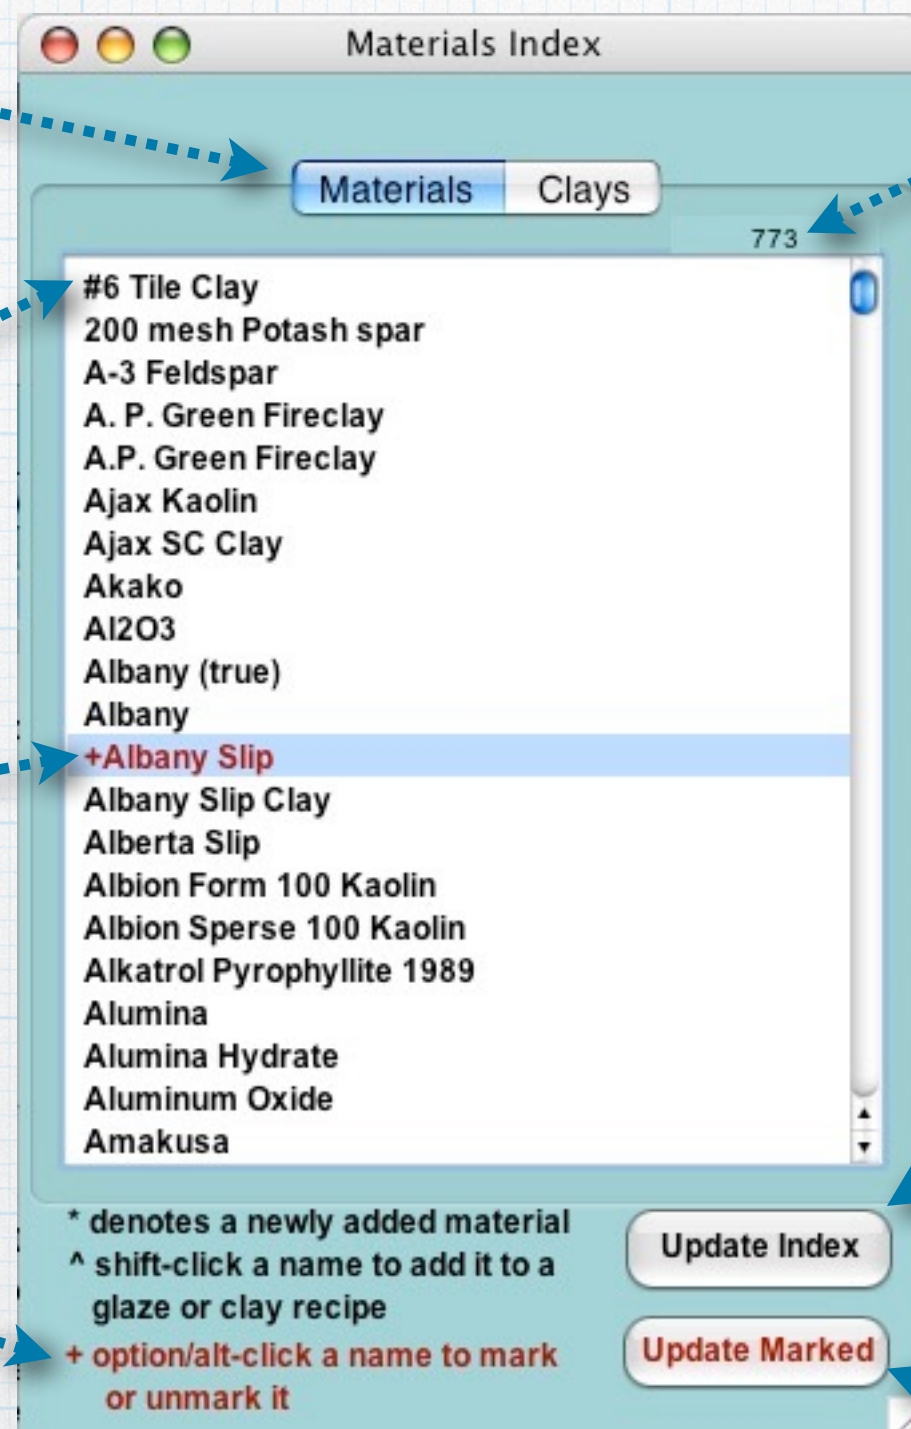 Materials Index
Materials Clays
773
#6 Tile Clay
200 mesh Potash spar
A-3 Feldspar
A. P. Green Fireclay
A.P. Green Fireclay
Ajax Kaolin
Ajax SC Clay
Akako
Al2O3
Albany (true)
Albany
+Albany Slip
Albany Slip Clay
Alberta Slip
Albion Form 100 Kaolin
Albion Sperse 100 Kaolin
Alkatrol Pyrophyllite 1989
Alumina
Alumina Hydrate
Aluminum Oxide
Amakusa
* denotes a newly added material
^ shift-click a name to add it to a
glaze or clay recipe
+ option/alt-click a name to mark
or unmark it
Update Index
Update Marked